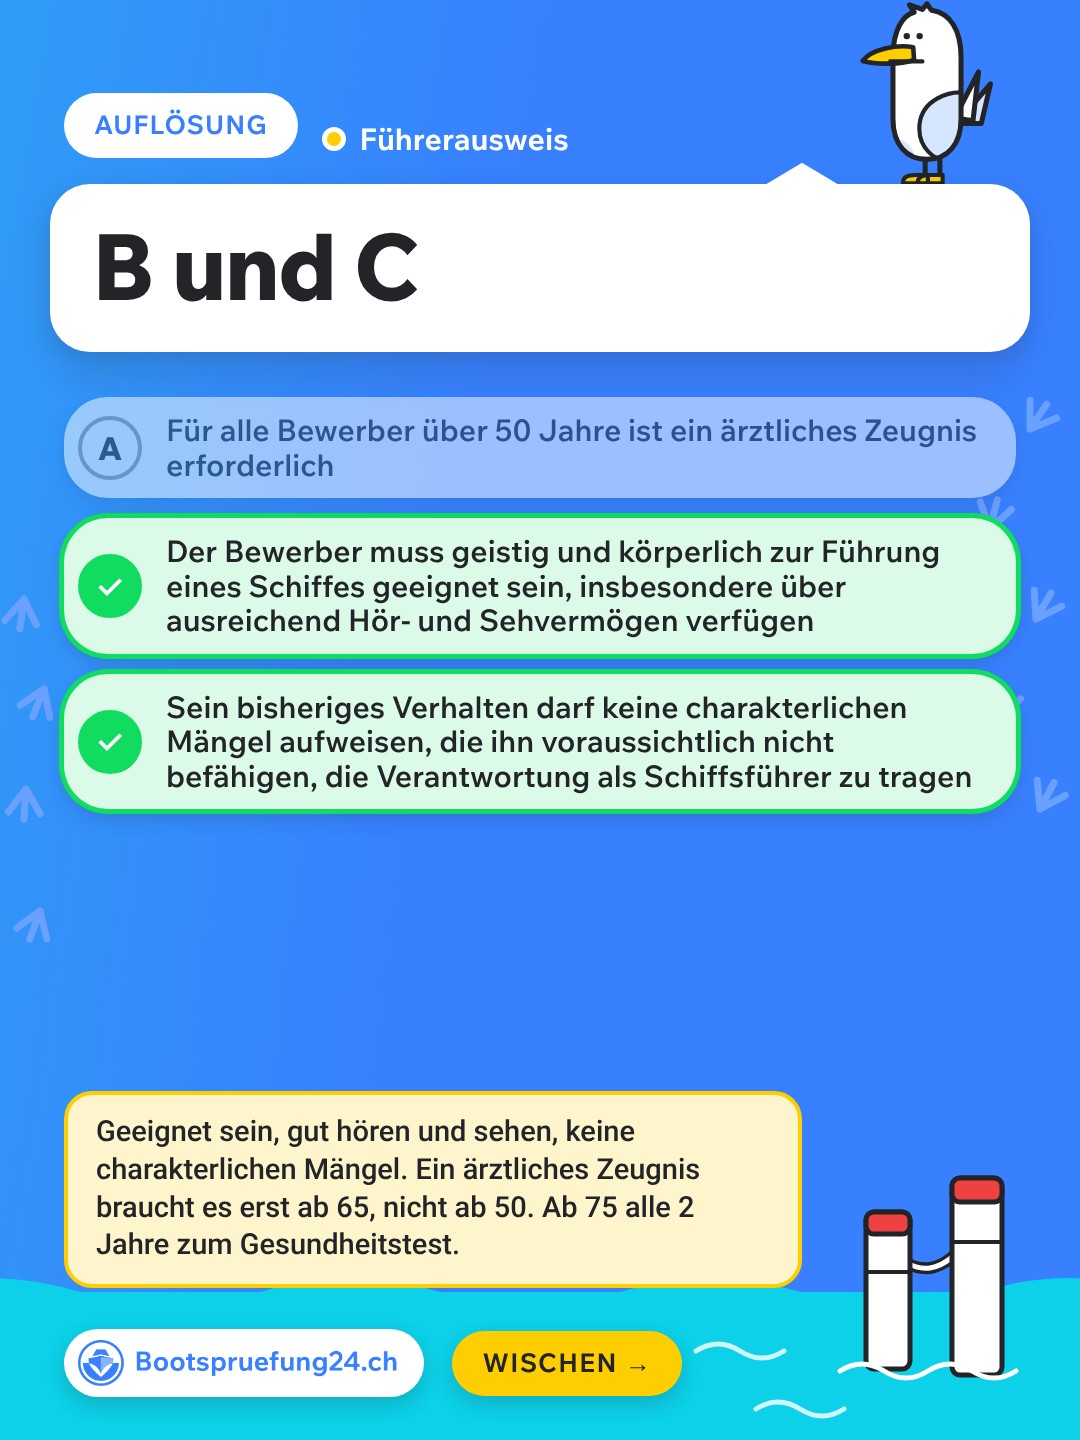 AUFLÖSUNG
Führerausweis
B und C
A
Für alle Bewerber über 50 Jahre ist ein ärztliches Zeugnis
erforderlich
Der Bewerber muss geistig und körperlich zur Führung
eines Schiffes geeignet sein, insbesondere über
ausreichend Hör- und Sehvermögen verfügen
Sein bisheriges Verhalten darf keine charakterlichen
Mängel aufweisen, die ihn voraussichtlich nicht
befähigen, die Verantwortung als Schiffsführer zu tragen
Geeignet sein, gut hören und sehen, keine
charakterlichen Mängel. Ein ärztliches Zeugnis
braucht es erst ab 65, nicht ab 50. Ab 75 alle 2
Jahre zum Gesundheitstest.
Bootspruefung24.ch
WISCHEN →